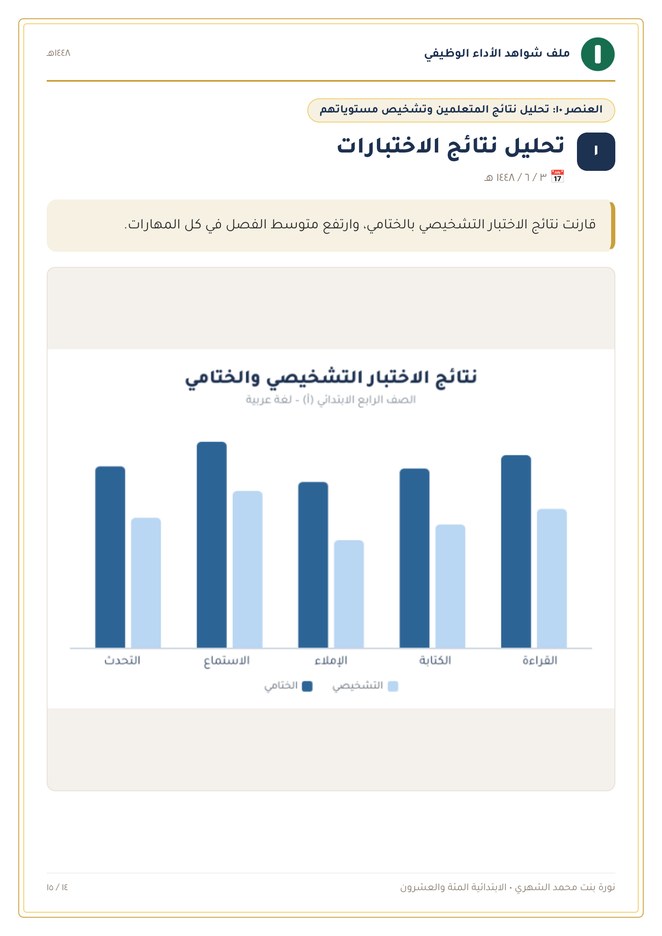 ملف شواهد الأداء الوظيفي
١٤٤٨هـ
العنصر ١٠: تحليل نتائج المتعلمين وتشخيص مستوياتهم
١
تحليل نتائج الاختبارات
٣ / ٦ / ١٤٤٨ هـ
قارنت نتائج الاختبار التشخيصي بالختامي، وارتفع متوسط الفصل في كل المهارات.
نتائج الاختبار التشخيصي والختامي
الصف الرابع الابتدائي (أ) - لغة عربية
القراءة الكتابة الإملاء الاستماع التحدث
التشخيصي الختامي
نورة بنت محمد الشهري • الابتدائية المئة والعشرون
١٤ / ١٥